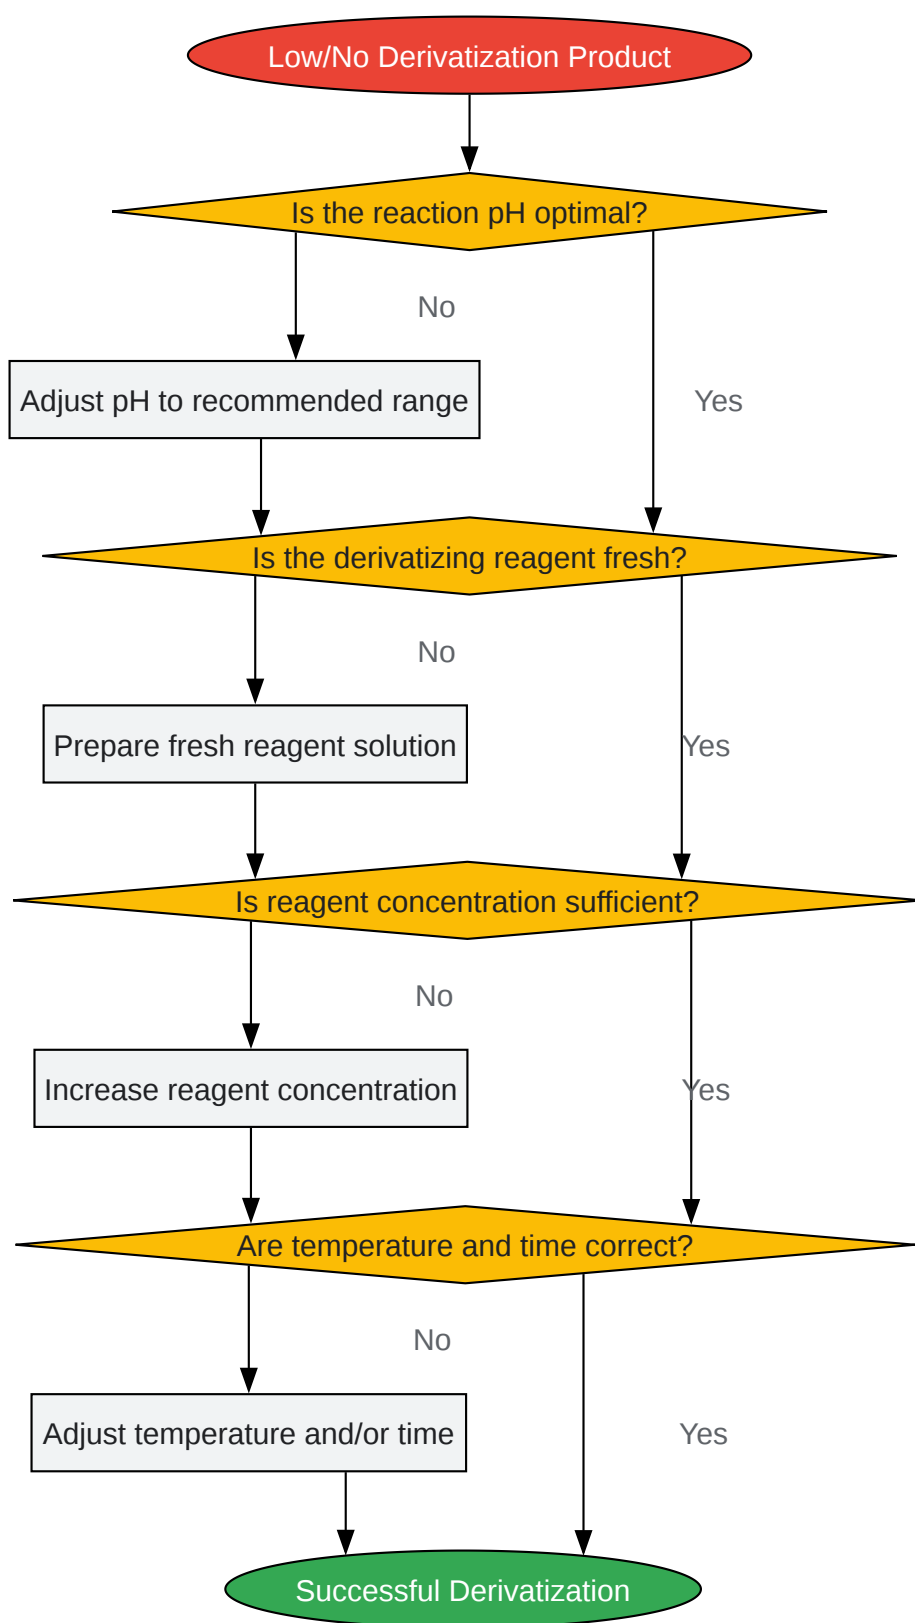 Low/No Derivatization Product
Is the reaction pH optimal?
No
Adjust pH to recommended range
Yes
Is the derivatizing reagent fresh?
No
Prepare fresh reagent solution
Yes
Is reagent concentration sufficient?
No
Increase reagent concentration
Yes
Are temperature and time correct?
No
Adjust temperature and/or time
Yes
Successful Derivatization